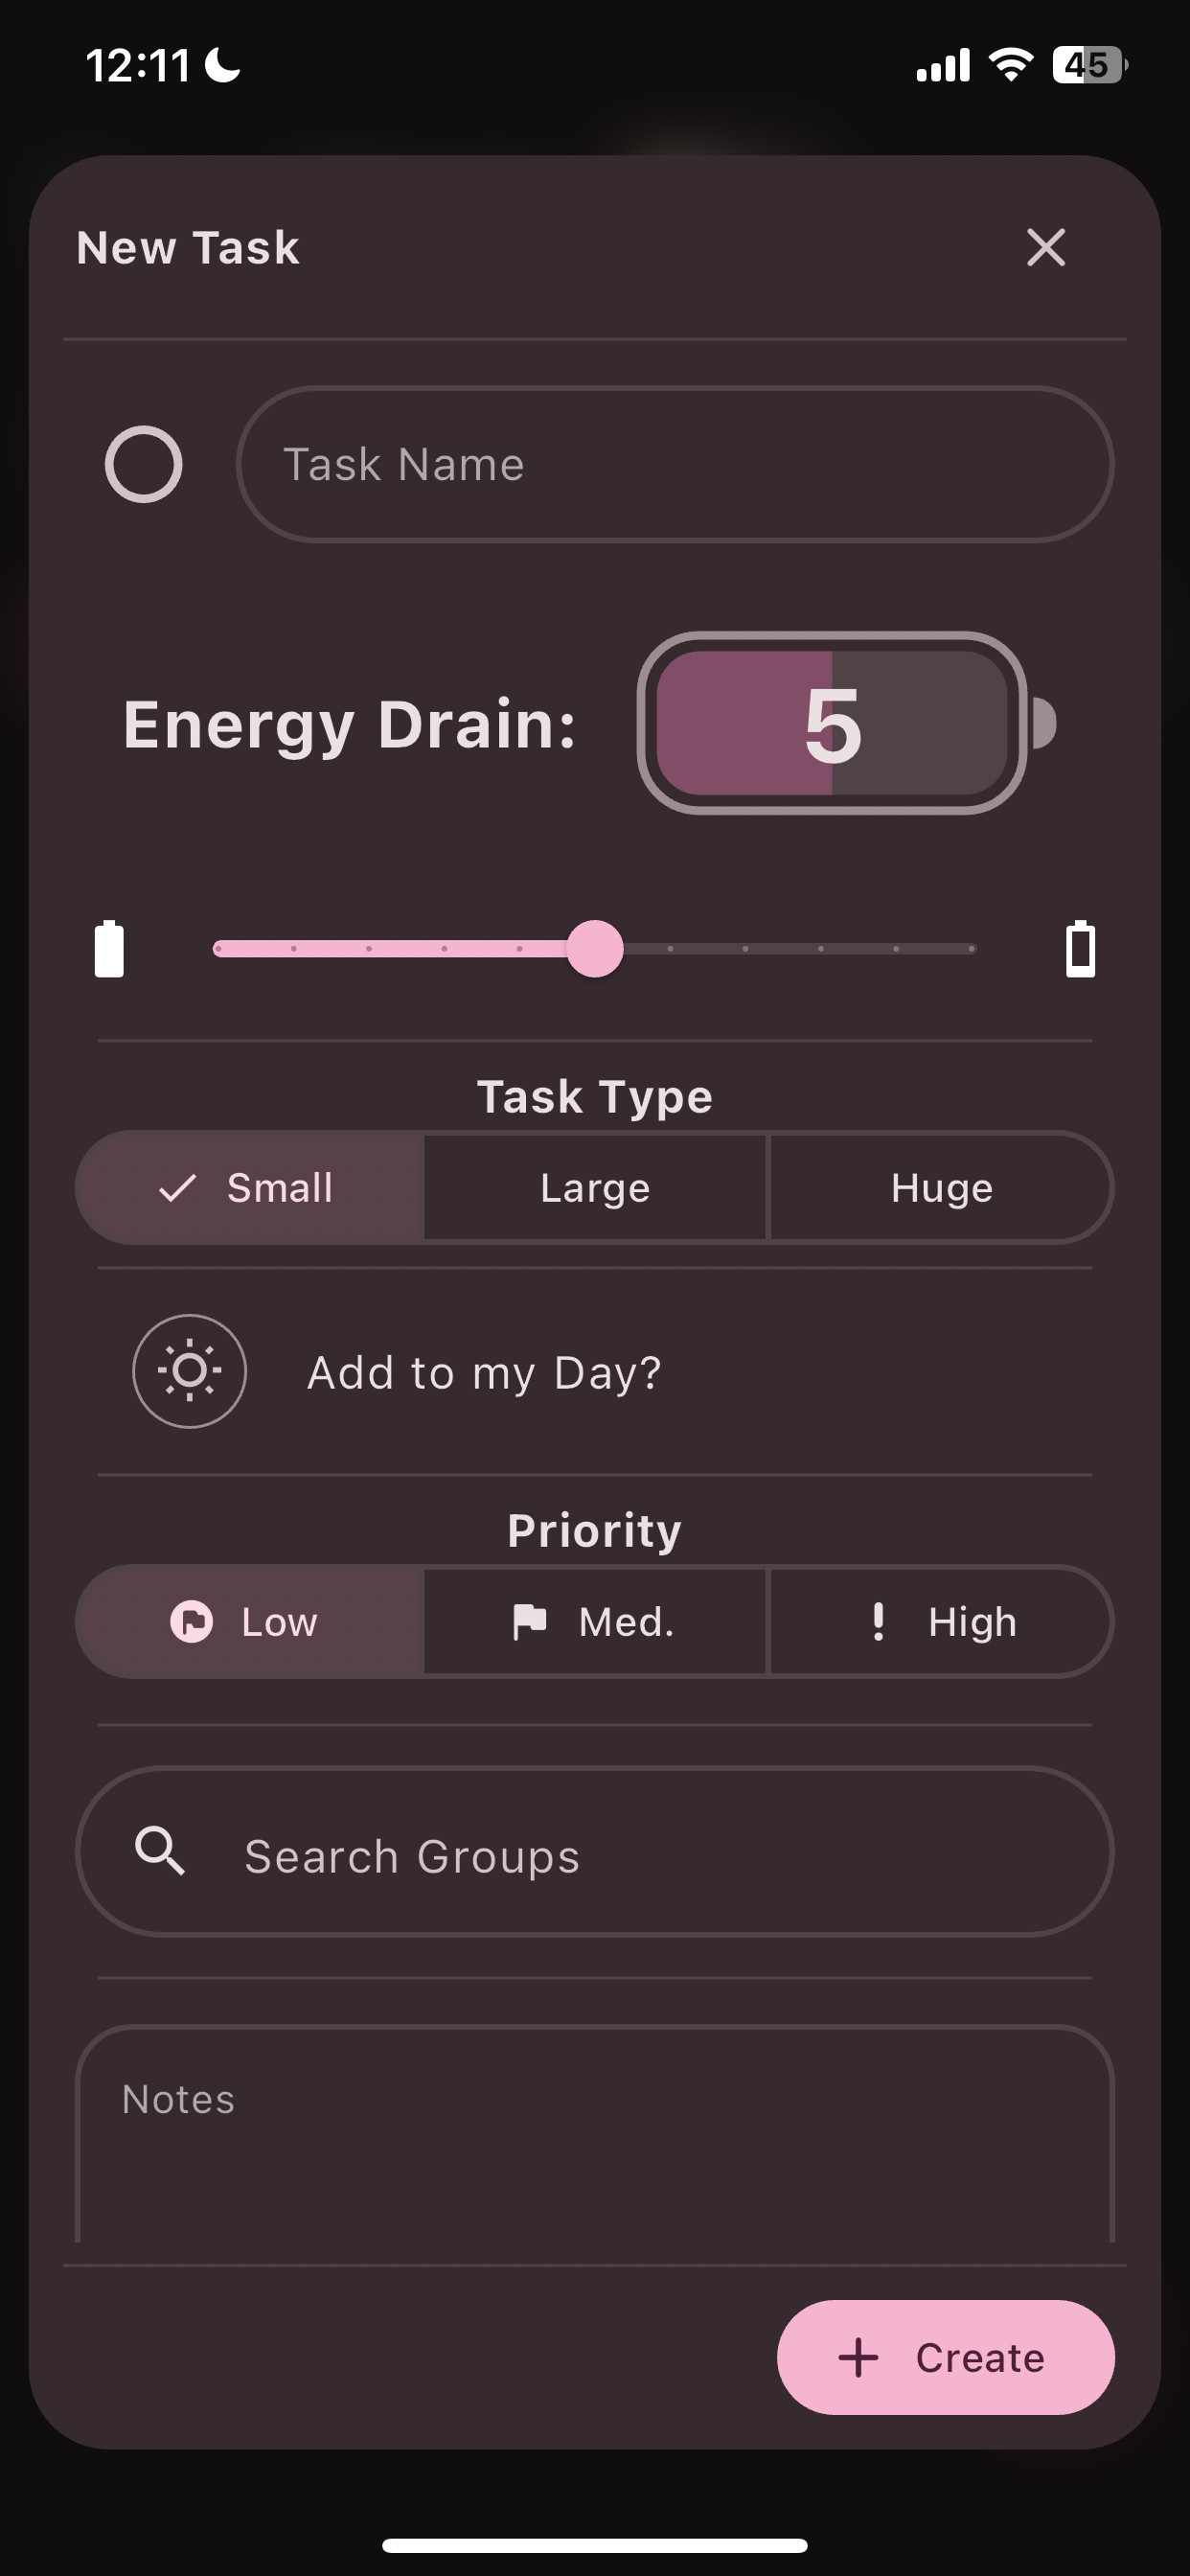 12:11
45
New Task
Task Name
Energy Drain: 5
Task Type
Small Large Huge
Add to my Day?
Priority
Low Med. High
Search Groups
Notes
Create